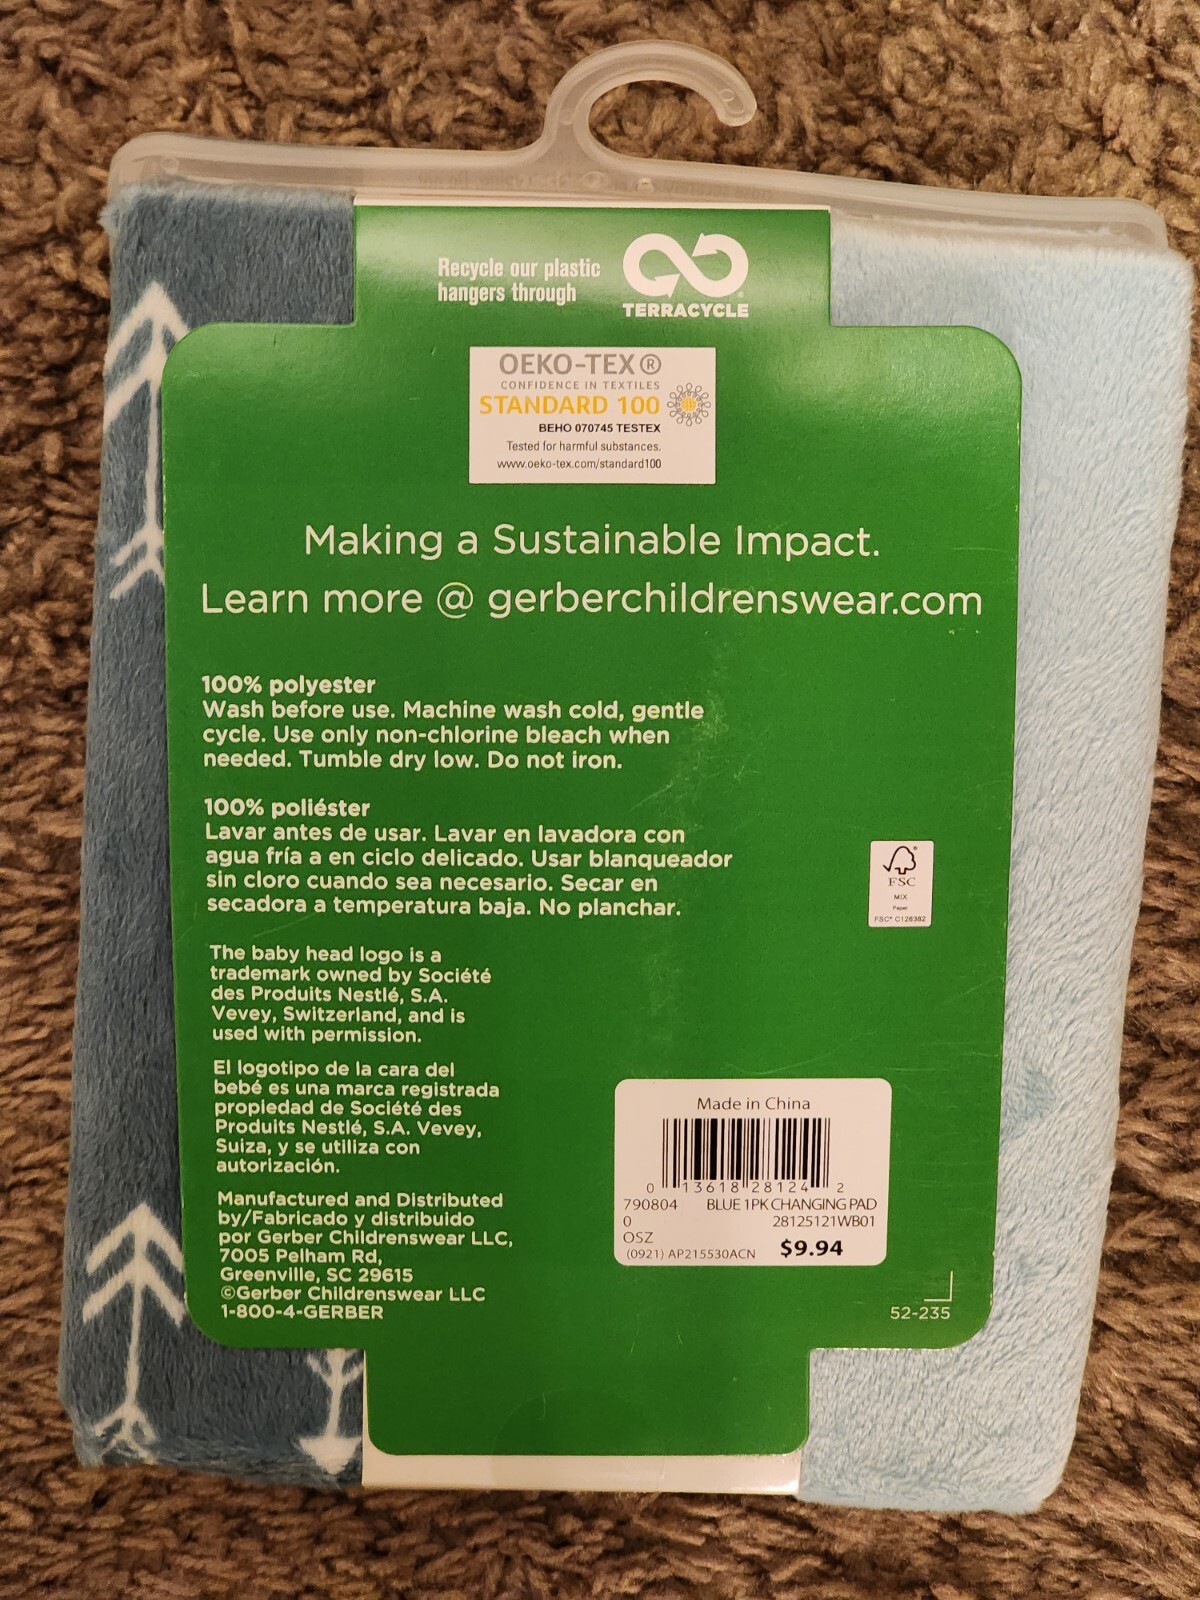 Recycle our plastic
hangers through
TERRACYCLE
OEKO-TEX®
CONFIDENCE IN TEXTILES
STANDARD 100
BEHO 070745 TESTEX
Tested for harmful substances.
www.oeko-tex.com/standard100
Making a Sustainable Impact.
Learn more @ gerberchildrenswear.com
100% polyester
Wash before use. Machine wash cold, gentle
cycle. Use only non-chlorine bleach when
needed. Tumble dry low. Do not iron.
100% poliéster
Lavar antes de usar. Lavar en lavadora con
agua fría a en ciclo delicado. Usar blanqueador
sin cloro cuando sea necesario. Secar en
secadora a temperatura baja. No planchar.
FSC
MIX
Paper
FSC® C126382
The baby head logo is a
trademark owned by Société
des Produits Nestlé, S.A.
Vevey, Switzerland, and is
used with permission.
El logotipo de la cara del
bebé es una marca registrada
propiedad de Société des
Produits Nestlé, S.A. Vevey,
Suiza, y se utiliza con
autorización.
Manufactured and Distributed
by/Fabricado y distribuido
por Gerber Childrenswear LLC,
7005 Pelham Rd,
Greenville, SC 29615
©Gerber Childrenswear LLC
1-800-4-GERBER
Made in China
0 13618 28124 2
790804 BLUE 1PK CHANGING PAD
0 28125121WB01
OSZ
(0921) AP215530ACN $9.94
52-235